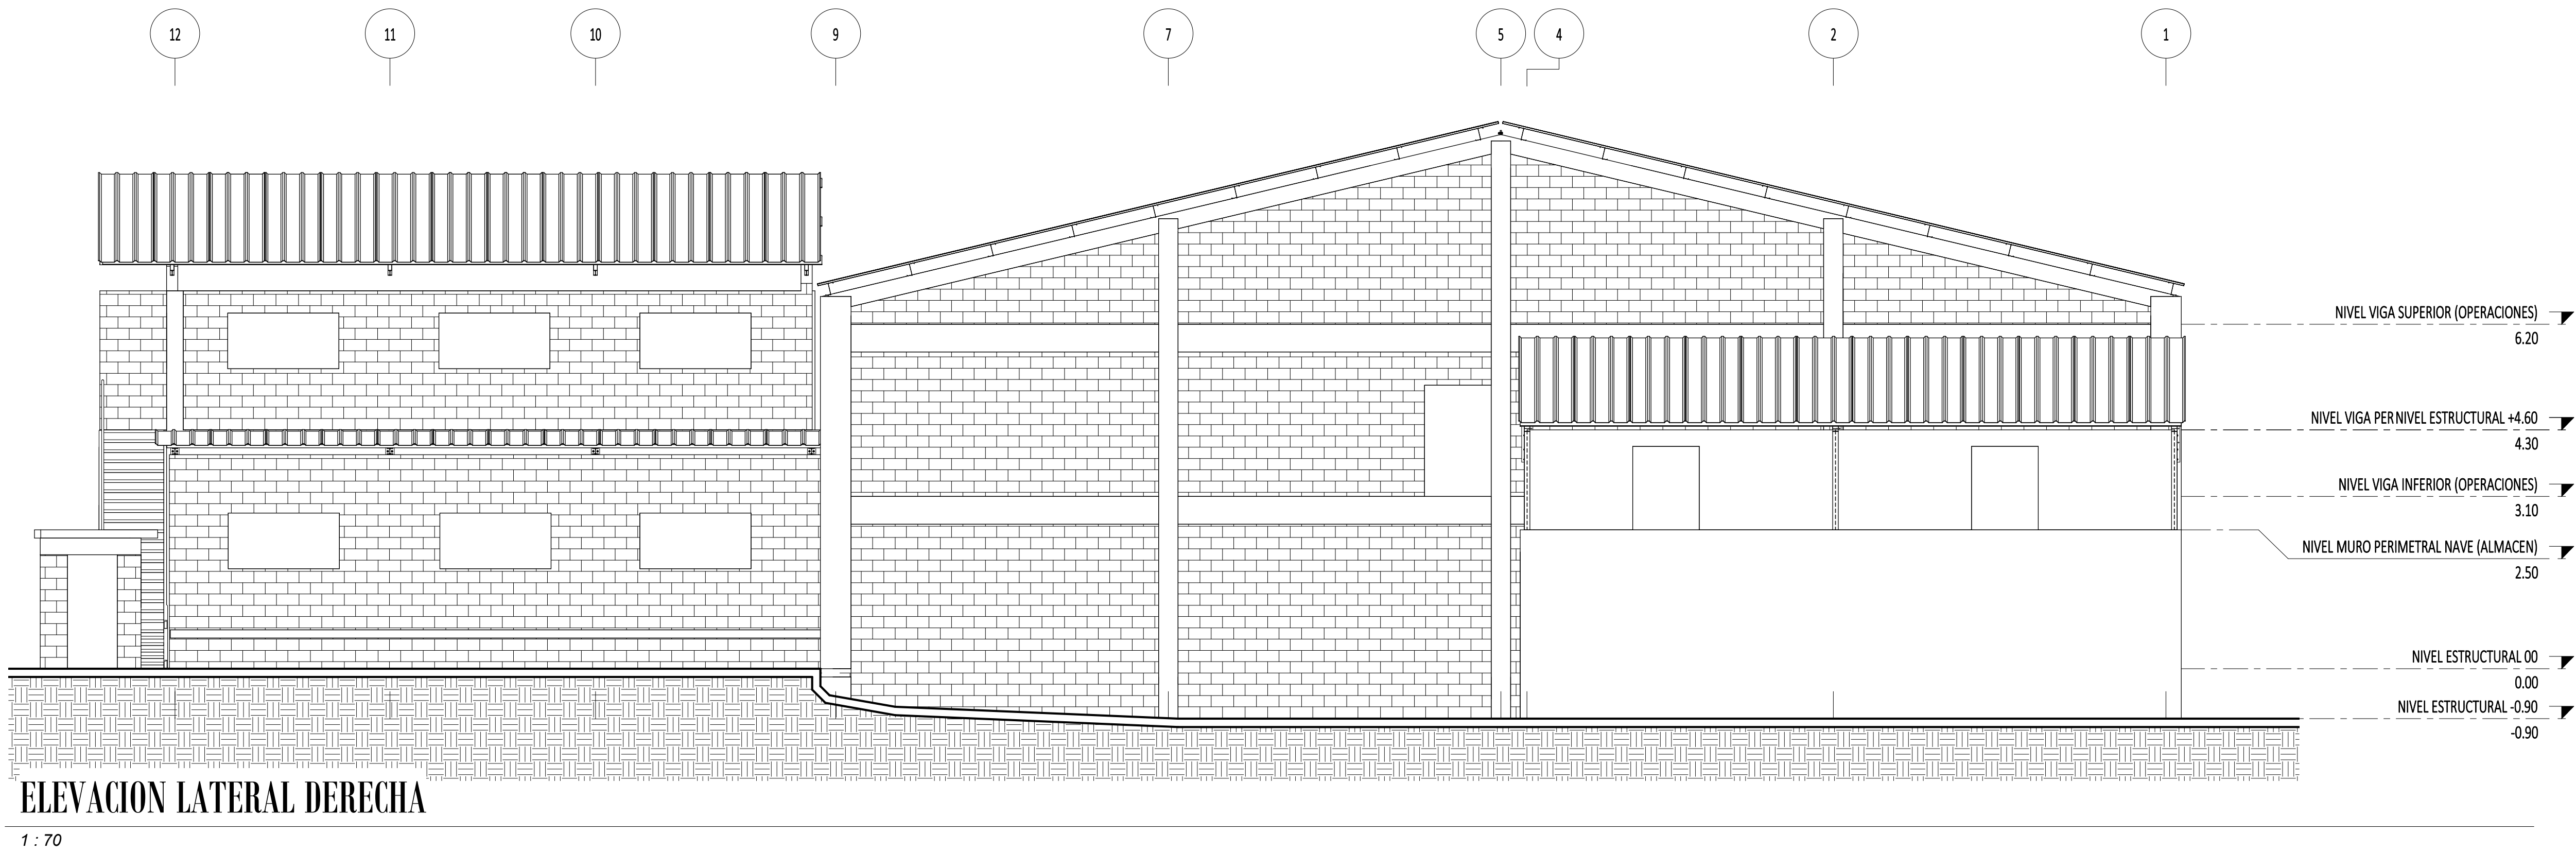 12 11 10 9 7 5 4 2 1
NIVEL VIGA SUPERIOR (OPERACIONES)
6.20
NIVEL VIGA PER NIVEL ESTRUCTURAL +4.60
4.30
NIVEL VIGA INFERIOR (OPERACIONES)
3.10
NIVEL MURO PERIMETRAL NAVE (ALMACEN)
2.50
NIVEL ESTRUCTURAL 00
0.00
NIVEL ESTRUCTURAL -0.90
-0.90
ELEVACION LATERAL DERECHA
1 : 70